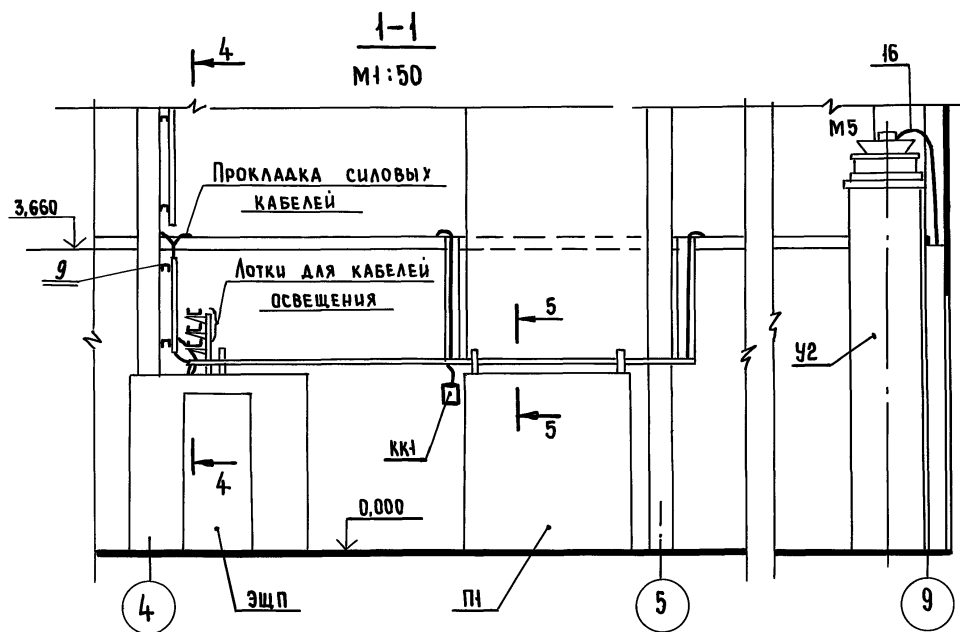 1-1
М1:50
4
16
М5
Прокладка силовых
кабелей
3,660
9
Лотки для кабелей
освещения
5
У2
КК1
5
4
0,000
4
ЭЩП
П1
5
9